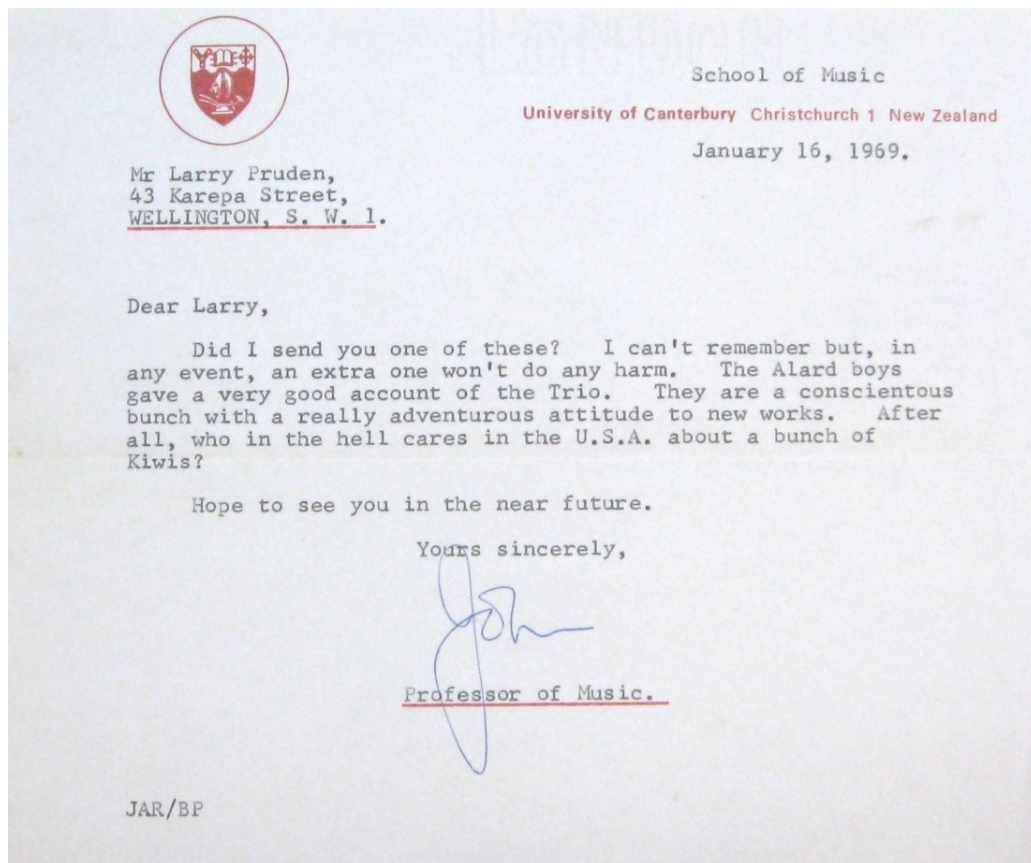 School of Music
University of Canterbury Christchurch 1 New Zealand
January 16, 1969.
Mr Larry Pruden,
43 Karepa Street,
WELLINGTON, S. W. 1.
Dear Larry,
Did I send you one of these? I can't remember but, in
any event, an extra one won't do any harm. The Alard boys
gave a very good account of the Trio. They are a conscientous
bunch with a really adventurous attitude to new works. After
all, who in the hell cares in the U.S.A. about a bunch of
Kiwis?
Hope to see you in the near future.
Yours sincerely,
John
Professor of Music.
JAR/BP